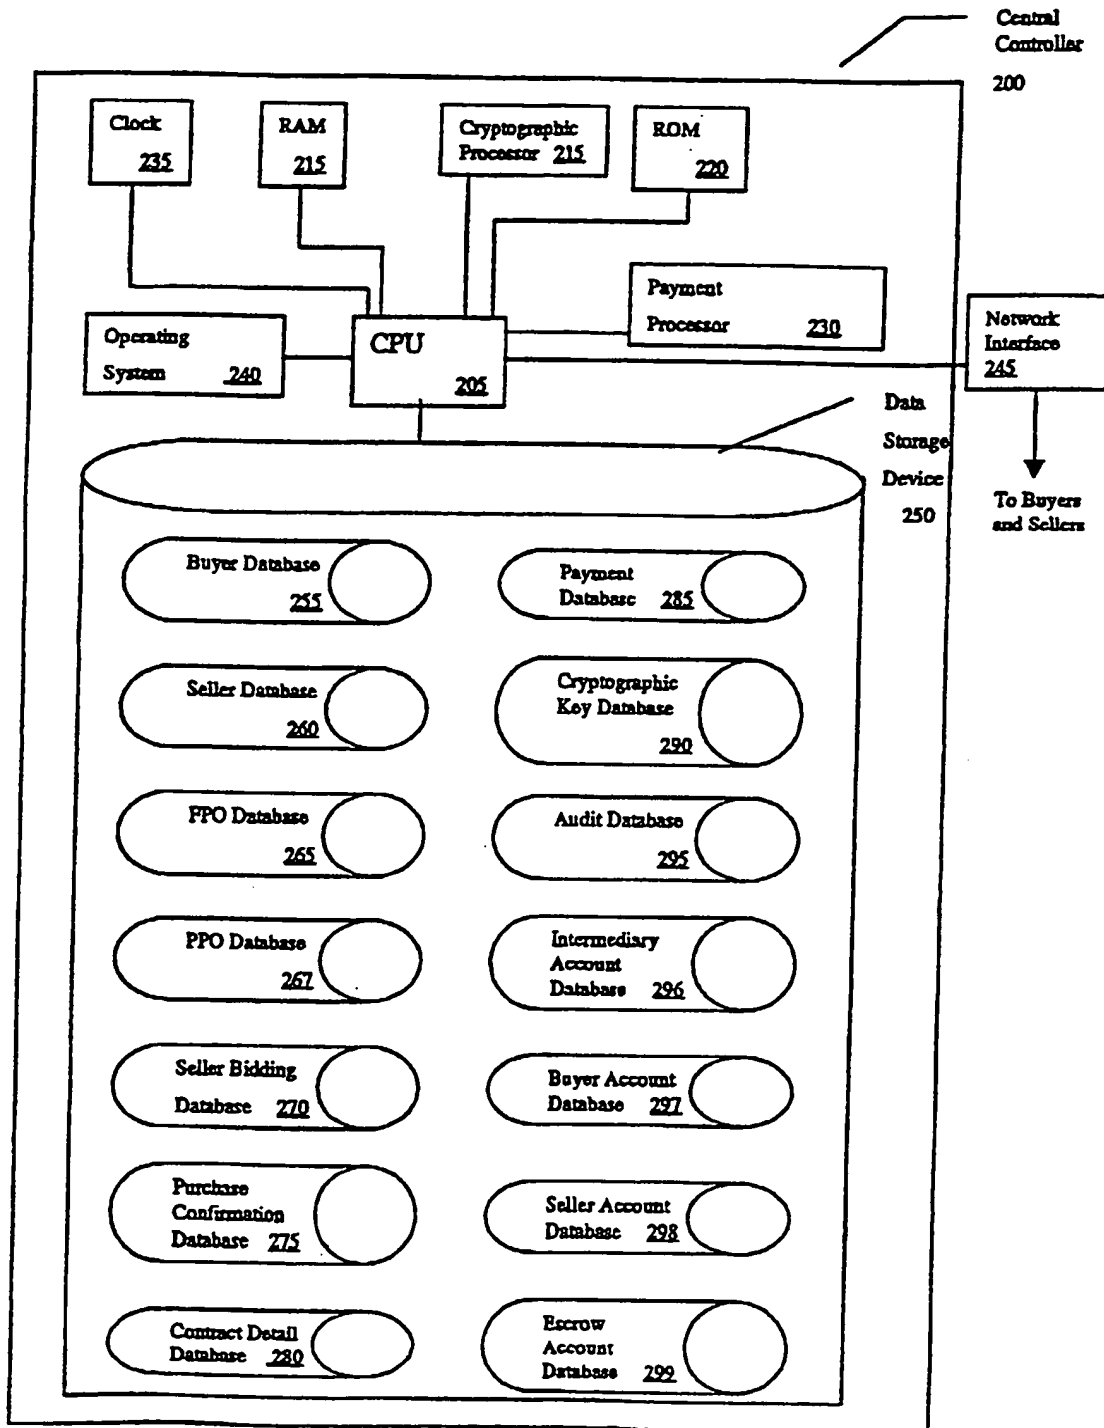 Central
Controller
200
Clock
235
RAM
215
Cryptographic
Processor 215
ROM
220
Payment
Processor 230
Operating
System 240
CPU
205
Network
Interface
245
Data
Storage
Device
250
To Buyers
and Sellers
Buyer Database
255
Seller Database
260
FPO Database
265
PPO Database
267
Seller Bidding
Database 270
Purchase
Confirmation
Database 275
Contract Detail
Database 280
Payment
Database 285
Cryptographic
Key Database
290
Audit Database
295
Intermediary
Account
Database 296
Buyer Account
Database 297
Seller Account
Database 298
Escrow
Account
Database 299